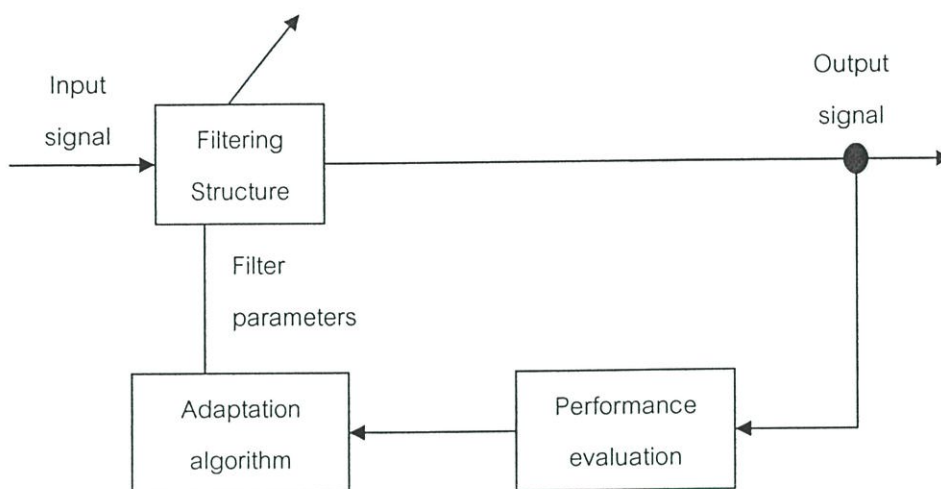 Input
signal
Filtering
Structure
Output
signal
Filter
parameters
Adaptation
algorithm
Performance
evaluation